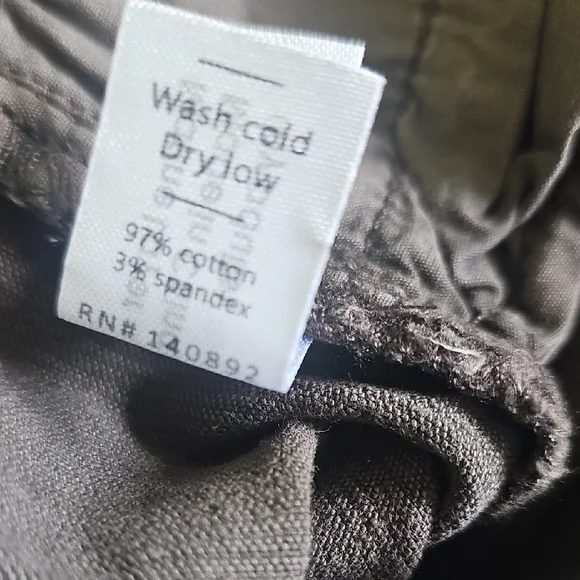 Wash cold
Dry low
97% cotton
3% spandex
RN# 140892